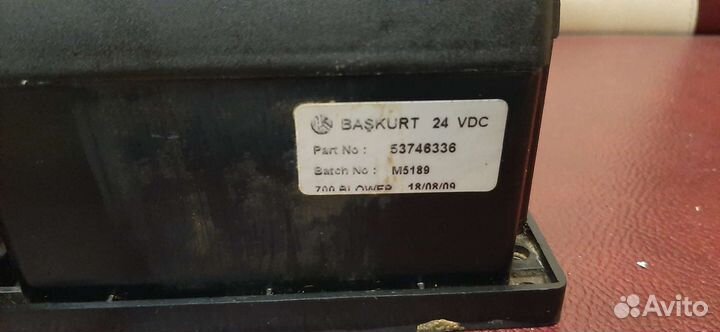 BAŞKURT 24 VDC
Part No : 53746336
Batch No : M5189
700 BLOWER 18/08/09
Avito